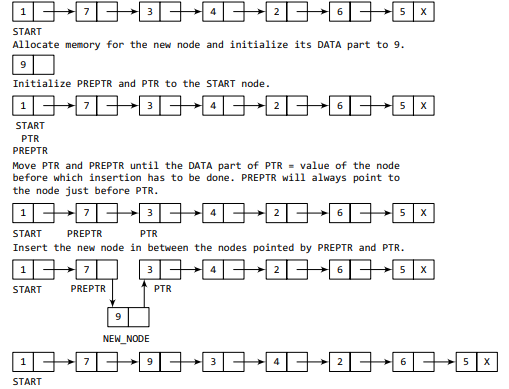 1 7 3 4 2 6 5 X
START
Allocate memory for the new node and initialize its DATA part to 9.
9
Initialize PREPTR and PTR to the START node.
1 7 3 4 2 6 5 X
START
PTR
PREPTR
Move PTR and PREPTR until the DATA part of PTR = value of the node
before which insertion has to be done. PREPTR will always point to
the node just before PTR.
1 7 3 4 2 6 5 X
START PREPTR PTR
Insert the new node in between the nodes pointed by PREPTR and PTR.
1 7 3 4 2 6 5 X
START PREPTR PTR
9
NEW_NODE
1 7 9 3 4 2 6 5 X
START